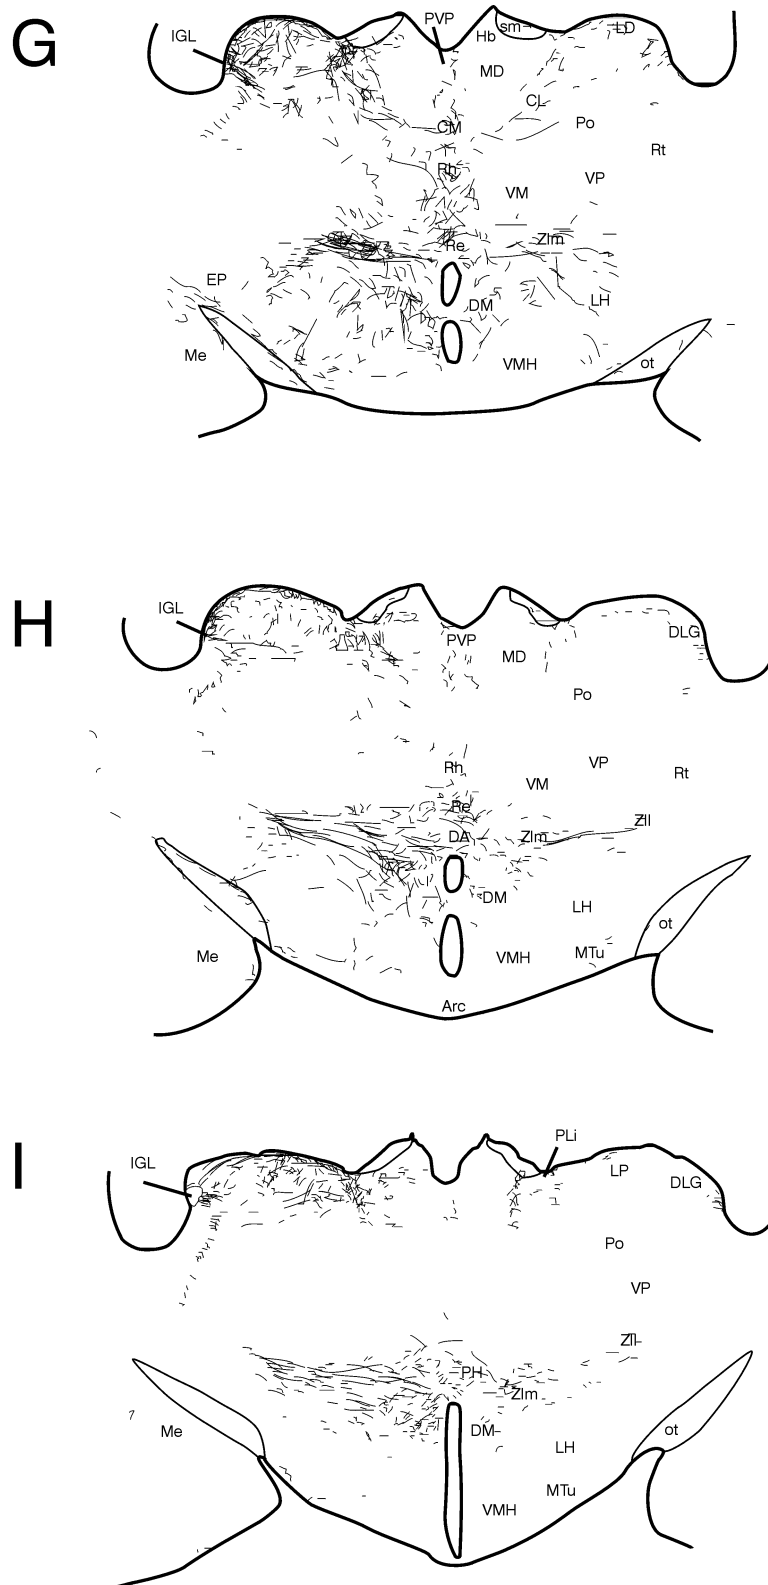 G
IGL
PVP
Hb
sm
LD
MD
CL
CM
Po
Rt
Rh
VP
VM
ZIm
Re
EP
DM
LH
Me
VMH
ot
H
IGL
PVP
MD
DLG
Po
Rh
VP
Rt
VM
Re
ZII
DA
ZIm
DM
LH
ot
Me
VMH
MTu
Arc
I
IGL
PLi
LP
DLG
Po
VP
ZII
PH
ZIm
Me
DM
LH
ot
MTu
VMH